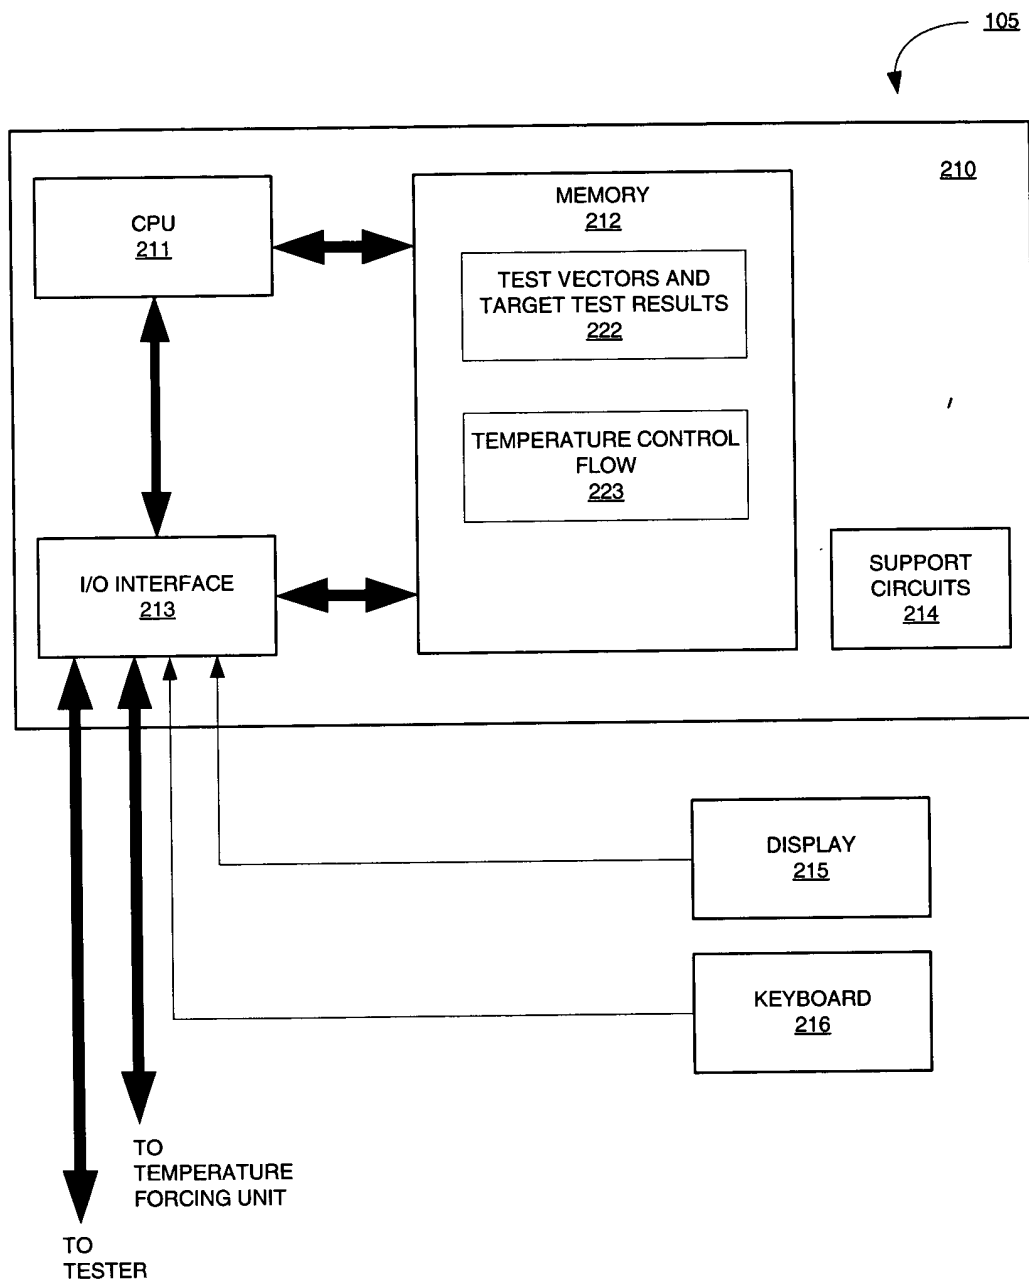 105
210
CPU
211
MEMORY
212
TEST VECTORS AND
TARGET TEST RESULTS
222
TEMPERATURE CONTROL
FLOW
223
I/O INTERFACE
213
SUPPORT
CIRCUITS
214
DISPLAY
215
KEYBOARD
216
TO
TEMPERATURE
FORCING UNIT
TO
TESTER